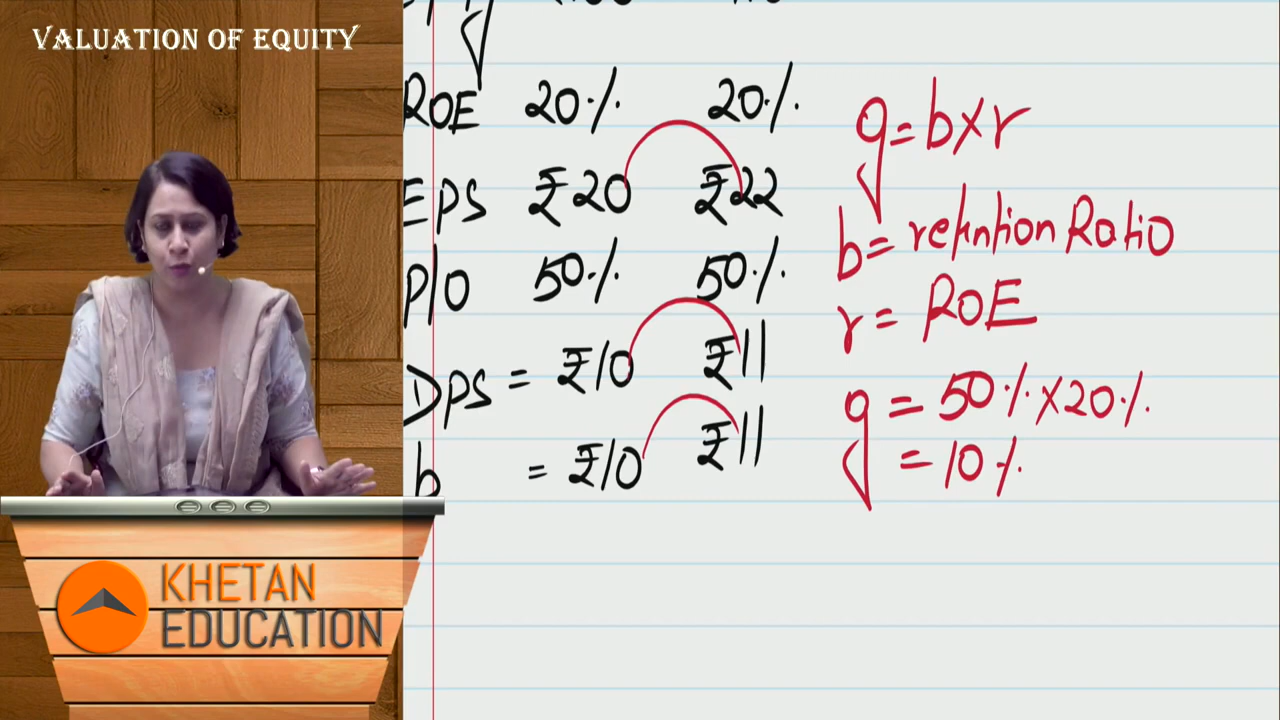 VALUATION OF EQUITY
ROE 20% 20%
EPS ₹20 ₹22
P/O 50% 50%
DPS = ₹10 ₹11
b = ₹10 ₹11
g = b×r
b = retention Ratio
r = ROE
g = 50% × 20%
= 10%
KHETAN
EDUCATION